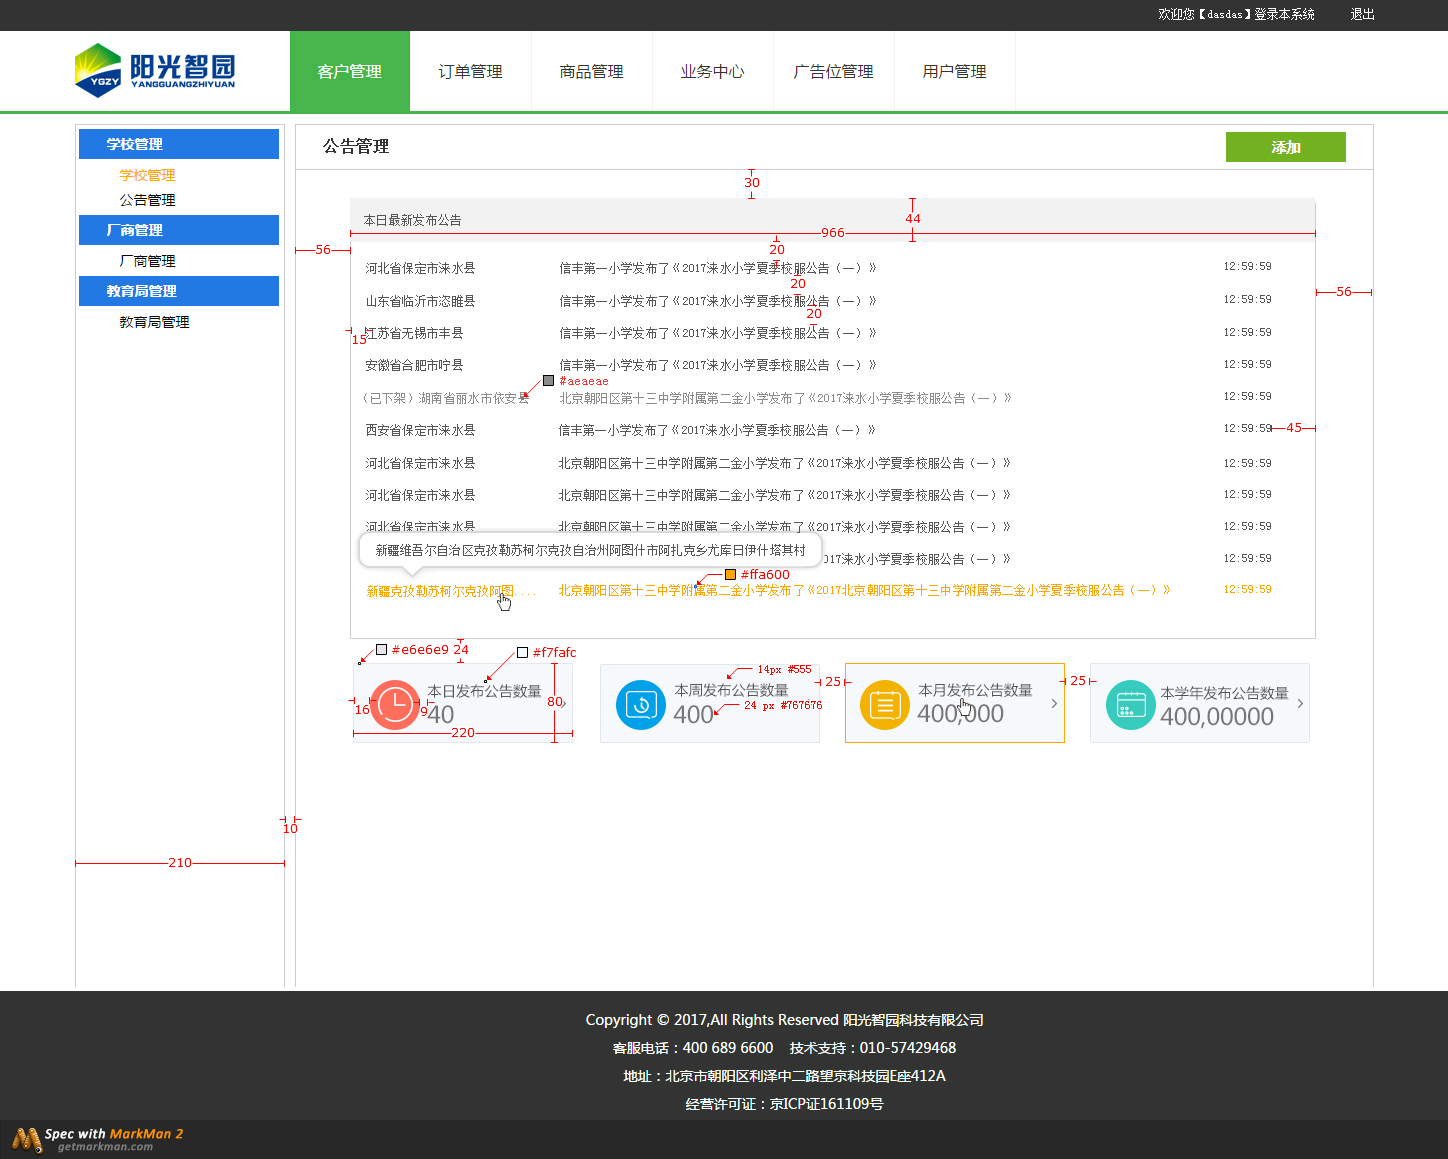 欢迎您【dasdas】登录本系统 退出
阳光智园
YGZY YANGGUANGZHIYUAN
客户管理 订单管理 商品管理 业务中心 广告位管理 用户管理
学校管理
学校管理
公告管理
厂商管理
厂商管理
教育局管理
教育局管理
公告管理 添加
30
本日最新发布公告
44
966
56
20
河北省保定市涞水县 信丰第一小学发布了《2017涞水小学夏季校服公告（一）》 12:59:59
20
56
山东省临沂市恣睢县 信丰第一小学发布了《2017涞水小学夏季校服公告（一）》 12:59:59
20
江苏省无锡市丰县 信丰第一小学发布了《2017涞水小学夏季校服公告（一）》 12:59:59
15
安徽省合肥市咛县 信丰第一小学发布了《2017涞水小学夏季校服公告（一）》 12:59:59
#aeaeae
（已下架）湖南省丽水市依安县 北京朝阳区第十三中学附属第二金小学发布了《2017涞水小学夏季校服公告（一）》 12:59:59
西安省保定市涞水县 信丰第一小学发布了《2017涞水小学夏季校服公告（一）》 12:59:59
45
河北省保定市涞水县 北京朝阳区第十三中学附属第二金小学发布了《2017涞水小学夏季校服公告（一）》 12:59:59
河北省保定市涞水县 北京朝阳区第十三中学附属第二金小学发布了《2017涞水小学夏季校服公告（一）》 12:59:59
河北省保定市涞水县 北京朝阳区第十三中学附属第二金小学发布了《2017涞水小学夏季校服公告（一）》 12:59:59
新疆维吾尔自治区克孜勒苏柯尔克孜自治州阿图什市阿扎克乡尤库日伊什塔其村
017涞水小学夏季校服公告（一）》 12:59:59
#ffa600
新疆克孜勒苏柯尔克孜阿图.... 北京朝阳区第十三中学附属第二金小学发布了《2017北京朝阳区第十三中学附属第二金小学夏季校服公告（一）》 12:59:59
#e6e6e9 24
#f7fafc
本日发布公告数量
40
16
9
80
220
14px #555
本周发布公告数量
400
24 px #767676
25
本月发布公告数量
400,000
25
本学年发布公告数量
400,00000
10
210
Copyright © 2017,All Rights Reserved 阳光智园科技有限公司
客服电话：400 689 6600 技术支持：010-57429468
地址：北京市朝阳区利泽中二路望京科技园E座412A
经营许可证：京ICP证161109号
Spec with MarkMan 2
getmarkman.com